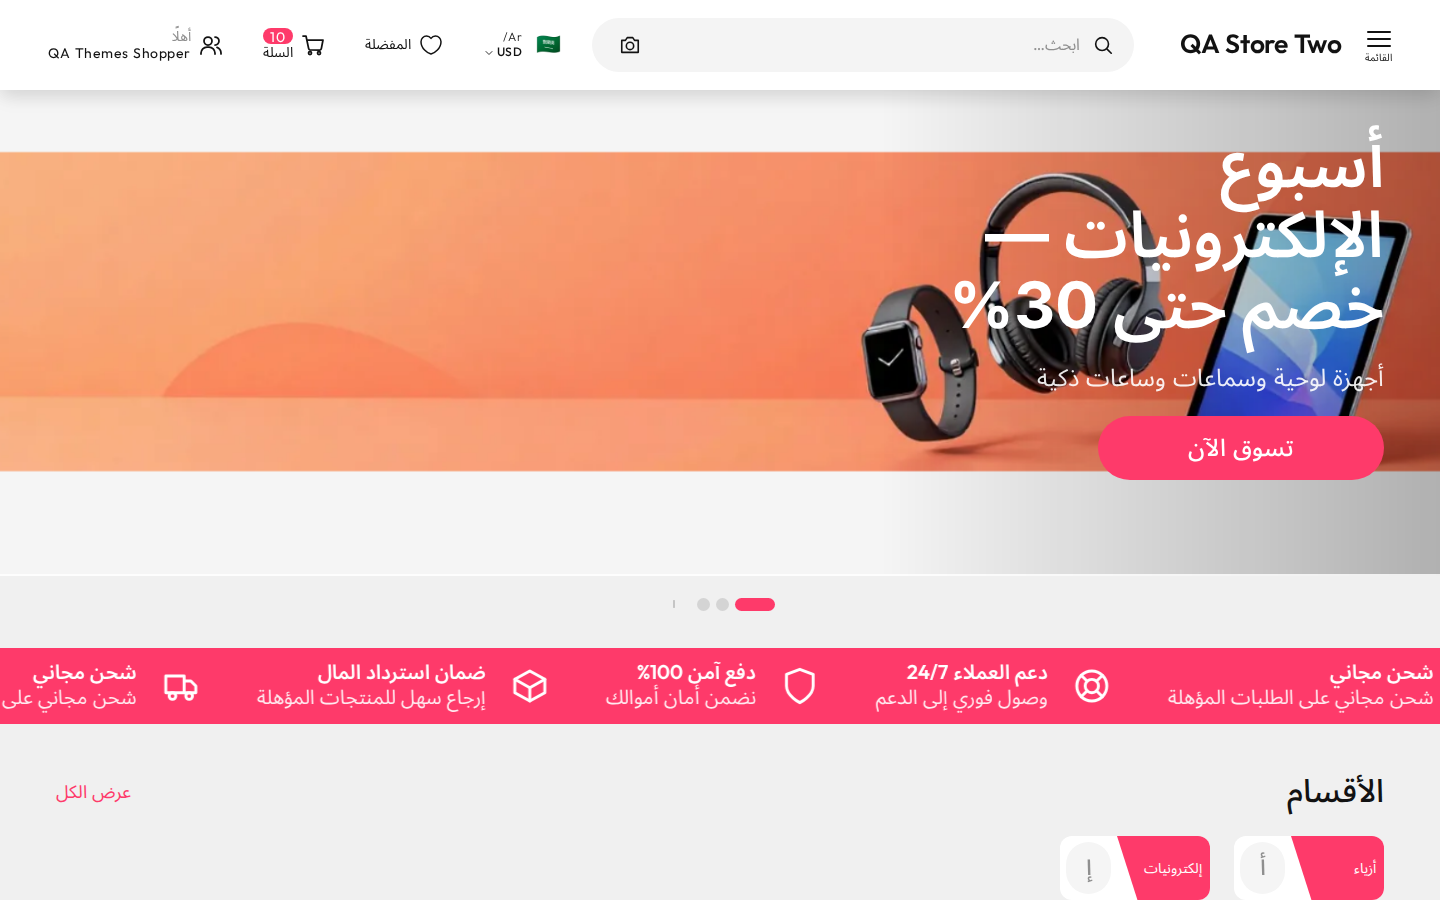 القائمة
QA Store Two
ابحث...
Ar/
USD
المفضلة
10
السلة
أهلًا
QA Themes Shopper
أسبوع
الإلكترونيات —
خصم حتى 30%
أجهزة لوحية وسماعات وساعات ذكية
تسوق الآن
شحن مجاني
شحن مجاني على الطلبات المؤهلة
دعم العملاء 24/7
وصول فوري إلى الدعم
دفع آمن 100%
نضمن أمان أموالك
ضمان استرداد المال
إرجاع سهل للمنتجات المؤهلة
شحن مجاني
شحن مجاني على
الأقسام
عرض الكل
أزياء
أ
إلكترونيات
إ